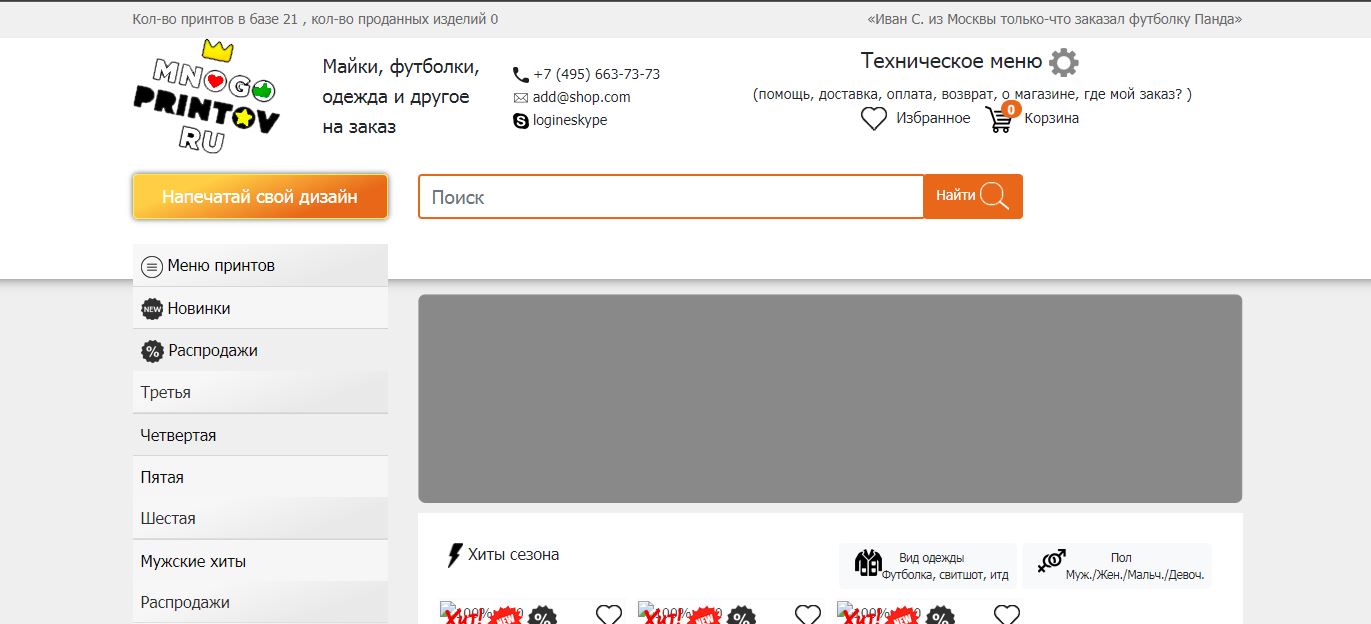 Кол-во принтов в базе 21 , кол-во проданных изделий 0
«Иван С. из Москвы только-что заказал футболку Панда»
MNOGO
PRINTOV
RU
Майки, футболки,
одежда и другое
на заказ
+7 (495) 663-73-73
add@shop.com
logineskype
Техническое меню
(помощь, доставка, оплата, возврат, о магазине, где мой заказ? )
Избранное
0
Корзина
Напечатай свой дизайн
Поиск
Найти
Меню принтов
NEW Новинки
% Распродажи
Третья
Четвертая
Пятая
Шестая
Мужские хиты
Распродажи
Хиты сезона
Вид одежды
Футболка, свитшот, итд
Пол
Муж./Жен./Мальч./Девоч.
Хит! NEW %
Хит! NEW %
Хит! NEW %